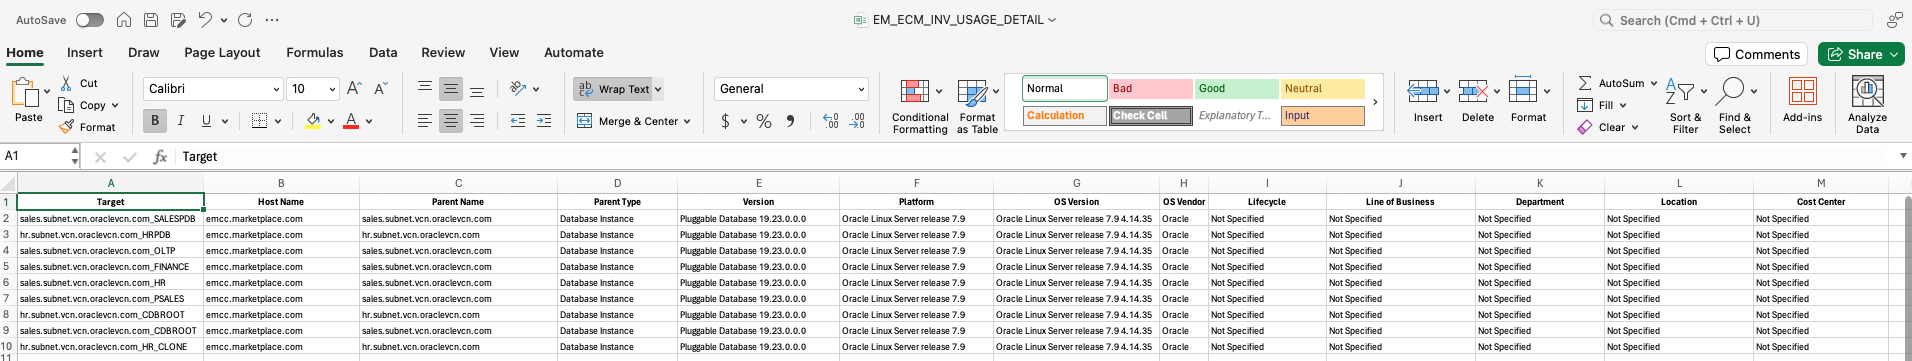 AutoSave
EM_ECM_INV_USAGE_DETAIL
Search (Cmd + Ctrl + U)
Home Insert Draw Page Layout Formulas Data Review View Automate
Comments
Share
Paste
Cut
Copy
Format
Calibri
10
A^ A
B I U
A
ab
Wrap Text
Merge & Center
General
$ % ,
.00
Conditional Formatting
Format as Table
Normal Bad Good Neutral
Calculation Check Cell Explanatory T... Input
Insert
Delete
Format
AutoSum
Fill
Clear
Sort & Filter
Find & Select
Add-ins
Analyze Data
A1 fx Target
A B C D E F G H I J K L M
1 Target Host Name Parent Name Parent Type Version Platform OS Version OS Vendor Lifecycle Line of Business Department Location Cost Center
2 sales.subnet.vcn.oraclevcn.com_SALESPDB emcc.marketplace.com sales.subnet.vcn.oraclevcn.com Database Instance Pluggable Database 19.23.0.0.0 Oracle Linux Server release 7.9 Oracle Linux Server release 7.9 4.14.35 Oracle Not Specified Not Specified Not Specified Not Specified Not Specified
3 hr.subnet.vcn.oraclevcn.com_HRPDB emcc.marketplace.com hr.subnet.vcn.oraclevcn.com Database Instance Pluggable Database 19.23.0.0.0 Oracle Linux Server release 7.9 Oracle Linux Server release 7.9 4.14.35 Oracle Not Specified Not Specified Not Specified Not Specified Not Specified
4 sales.subnet.vcn.oraclevcn.com_OLTP emcc.marketplace.com sales.subnet.vcn.oraclevcn.com Database Instance Pluggable Database 19.23.0.0.0 Oracle Linux Server release 7.9 Oracle Linux Server release 7.9 4.14.35 Oracle Not Specified Not Specified Not Specified Not Specified Not Specified
5 sales.subnet.vcn.oraclevcn.com_FINANCE emcc.marketplace.com sales.subnet.vcn.oraclevcn.com Database Instance Pluggable Database 19.23.0.0.0 Oracle Linux Server release 7.9 Oracle Linux Server release 7.9 4.14.35 Oracle Not Specified Not Specified Not Specified Not Specified Not Specified
6 sales.subnet.vcn.oraclevcn.com_HR emcc.marketplace.com sales.subnet.vcn.oraclevcn.com Database Instance Pluggable Database 19.23.0.0.0 Oracle Linux Server release 7.9 Oracle Linux Server release 7.9 4.14.35 Oracle Not Specified Not Specified Not Specified Not Specified Not Specified
7 sales.subnet.vcn.oraclevcn.com_PSALES emcc.marketplace.com sales.subnet.vcn.oraclevcn.com Database Instance Pluggable Database 19.23.0.0.0 Oracle Linux Server release 7.9 Oracle Linux Server release 7.9 4.14.35 Oracle Not Specified Not Specified Not Specified Not Specified Not Specified
8 hr.subnet.vcn.oraclevcn.com_CDBROOT emcc.marketplace.com hr.subnet.vcn.oraclevcn.com Database Instance Pluggable Database 19.23.0.0.0 Oracle Linux Server release 7.9 Oracle Linux Server release 7.9 4.14.35 Oracle Not Specified Not Specified Not Specified Not Specified Not Specified
9 sales.subnet.vcn.oraclevcn.com_CDBROOT emcc.marketplace.com sales.subnet.vcn.oraclevcn.com Database Instance Pluggable Database 19.23.0.0.0 Oracle Linux Server release 7.9 Oracle Linux Server release 7.9 4.14.35 Oracle Not Specified Not Specified Not Specified Not Specified Not Specified
10 hr.subnet.vcn.oraclevcn.com_HR_CLONE emcc.marketplace.com hr.subnet.vcn.oraclevcn.com Database Instance Pluggable Database 19.23.0.0.0 Oracle Linux Server release 7.9 Oracle Linux Server release 7.9 4.14.35 Oracle Not Specified Not Specified Not Specified Not Specified Not Specified
11